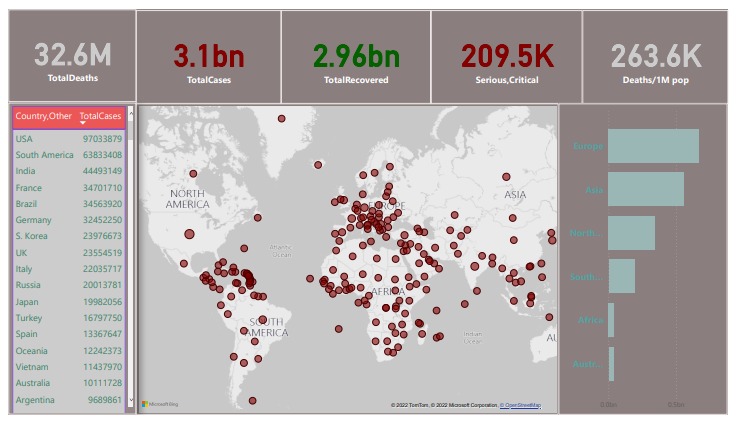 32.6M
TotalDeaths
3.1bn
TotalCases
2.96bn
TotalRecovered
209.5K
Serious,Critical
263.6K
Deaths/1M pop
Country,Other TotalCases
USA 97033879
South America 63833408
India 44493149
France 34701710
Brazil 34563920
Germany 32452250
S. Korea 23976673
UK 23554519
Italy 22035717
Russia 20013781
Japan 19982056
Turkey 16797750
Spain 13367647
Oceania 12242373
Vietnam 11437970
Australia 10111728
Argentina 9689861
NORTH
AMERICA
EUROPE
ASIA
Atlantic
Ocean
AFRICA
SOUTH
AMERICA
Indian
Ocean
AU
Microsoft Bing
© 2022 TomTom, © 2022 Microsoft Corporation, © OpenStreetMap
Europe
Asia
North...
South...
Africa
Austr...
0.0bn 0.5bn